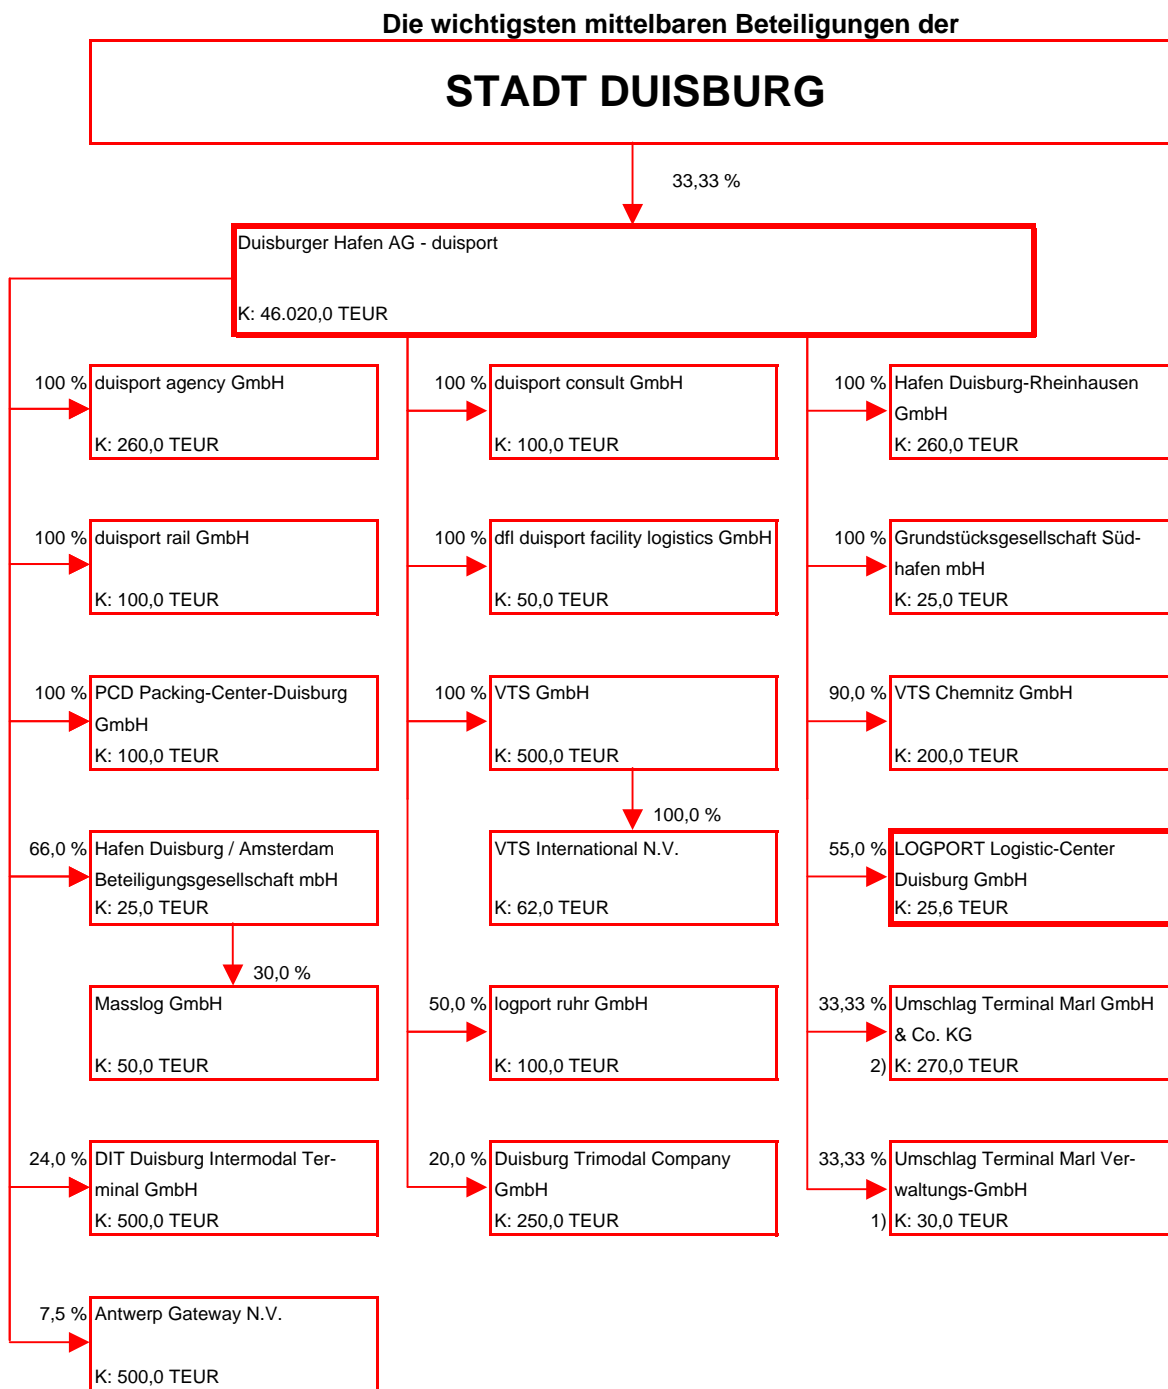 Die wichtigsten mittelbaren Beteiligungen der
STADT DUISBURG
33,33 %
Duisburger Hafen AG - duisport
K: 46.020,0 TEUR
100 %
duisport agency GmbH
K: 260,0 TEUR
100 %
duisport consult GmbH
K: 100,0 TEUR
100 %
Hafen Duisburg-Rheinhausen
GmbH
K: 260,0 TEUR
100 %
duisport rail GmbH
K: 100,0 TEUR
100 %
dfl duisport facility logistics GmbH
K: 50,0 TEUR
100 %
Grundstücksgesellschaft Süd-
hafen mbH
K: 25,0 TEUR
100 %
PCD Packing-Center-Duisburg
GmbH
K: 100,0 TEUR
100 %
VTS GmbH
K: 500,0 TEUR
90,0 %
VTS Chemnitz GmbH
K: 200,0 TEUR
100,0 %
66,0 %
Hafen Duisburg / Amsterdam
Beteiligungsgesellschaft mbH
K: 25,0 TEUR
VTS International N.V.
K: 62,0 TEUR
55,0 %
LOGPORT Logistic-Center
Duisburg GmbH
K: 25,6 TEUR
30,0 %
Masslog GmbH
K: 50,0 TEUR
50,0 %
logport ruhr GmbH
K: 100,0 TEUR
33,33 %
Umschlag Terminal Marl GmbH
& Co. KG
2) K: 270,0 TEUR
24,0 %
DIT Duisburg Intermodal Ter-
minal GmbH
K: 500,0 TEUR
20,0 %
Duisburg Trimodal Company
GmbH
K: 250,0 TEUR
33,33 %
Umschlag Terminal Marl Ver-
waltungs-GmbH
1) K: 30,0 TEUR
7,5 %
Antwerp Gateway N.V.
K: 500,0 TEUR